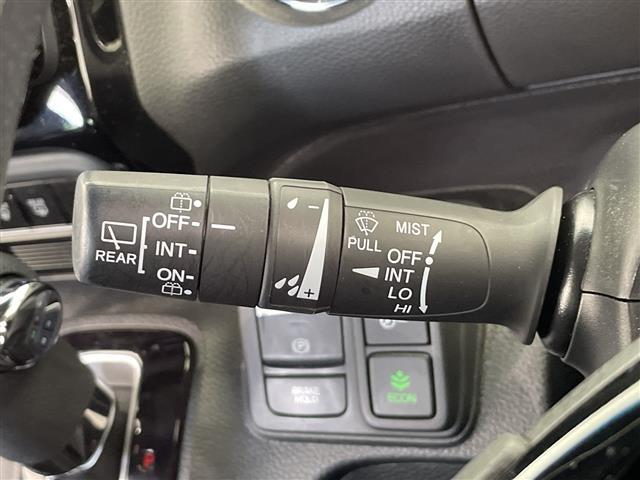 OFF
INT
ON
REAR
−
+
PULL
MIST
OFF
INT
LO
HI
P
BRAKE
HOLD
ECON